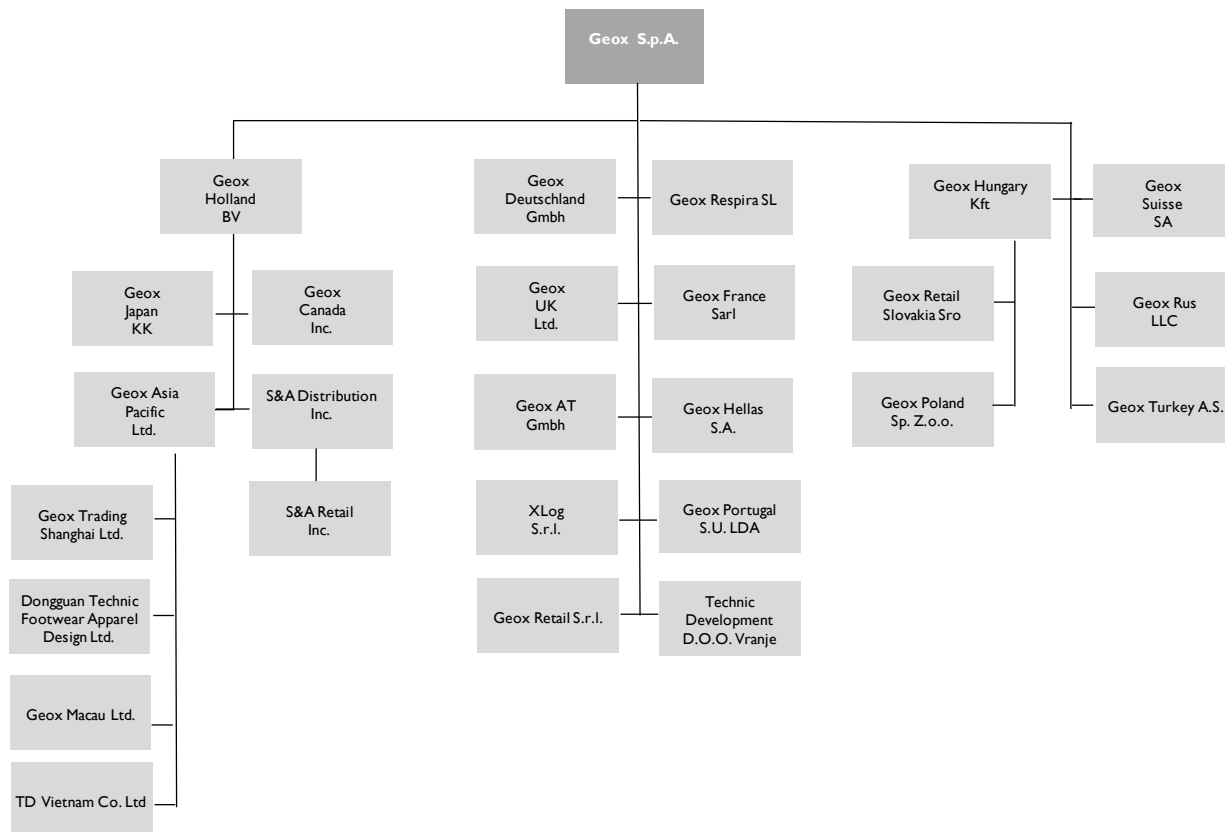 Geox S.p.A.
Geox
Holland
BV
Geox
Deutschland
Gmbh
Geox Respira SL
Geox Hungary
Kft
Geox
Suisse
SA
Geox
Japan
KK
Geox
Canada
Inc.
Geox
UK
Ltd.
Geox France
Sarl
Geox Retail
Slovakia Sro
Geox Rus
LLC
Geox Asia
Pacific
Ltd.
S&A Distribution
Inc.
Geox AT
Gmbh
Geox Hellas
S.A.
Geox Poland
Sp. Z.o.o.
Geox Turkey A.S.
Geox Trading
Shanghai Ltd.
S&A Retail
Inc.
XLog
S.r.l.
Geox Portugal
S.U. LDA
Dongguan Technic
Footwear Apparel
Design Ltd.
Geox Retail S.r.l.
Technic
Development
D.O.O. Vranje
Geox Macau Ltd.
TD Vietnam Co. Ltd